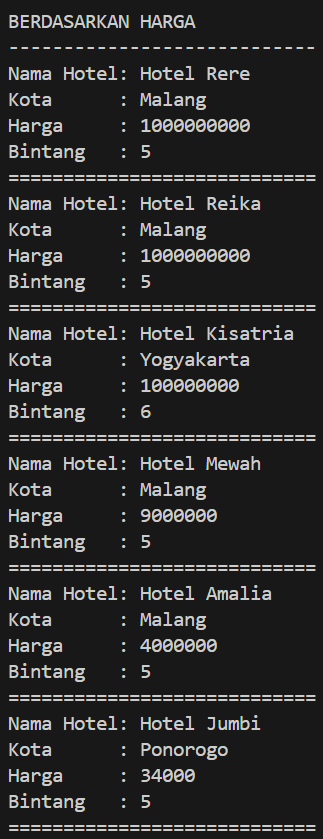 BERDASARKAN HARGA
----------------------------
Nama Hotel: Hotel Rere
Kota      : Malang
Harga     : 1000000000
Bintang   : 5
============================
Nama Hotel: Hotel Reika
Kota      : Malang
Harga     : 1000000000
Bintang   : 5
============================
Nama Hotel: Hotel Kisatria
Kota      : Yogyakarta
Harga     : 100000000
Bintang   : 6
============================
Nama Hotel: Hotel Mewah
Kota      : Malang
Harga     : 9000000
Bintang   : 5
============================
Nama Hotel: Hotel Amalia
Kota      : Malang
Harga     : 4000000
Bintang   : 5
============================
Nama Hotel: Hotel Jumbi
Kota      : Ponorogo
Harga     : 34000
Bintang   : 5
============================